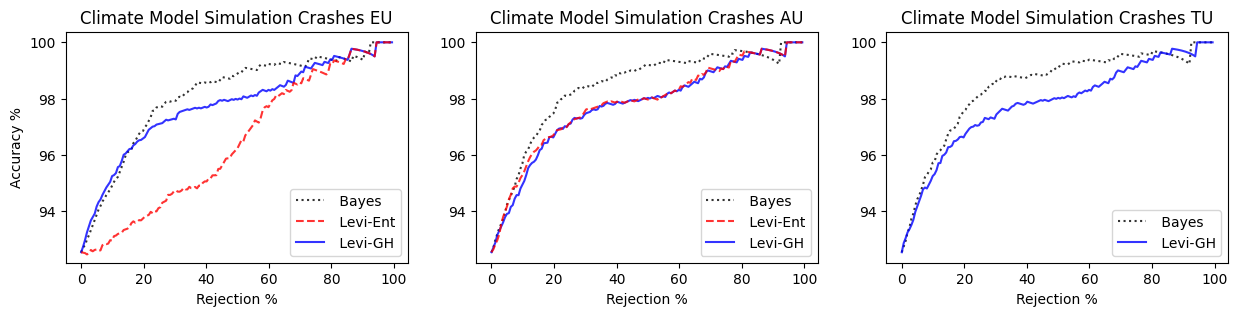 Climate Model Simulation Crashes EU
Accuracy %
100
98
96
94
0 20 40 60 80 100
Rejection %
Bayes
Levi-Ent
Levi-GH
Climate Model Simulation Crashes AU
100
98
96
94
0 20 40 60 80 100
Rejection %
Bayes
Levi-Ent
Levi-GH
Climate Model Simulation Crashes TU
100
98
96
94
0 20 40 60 80 100
Rejection %
Bayes
Levi-GH